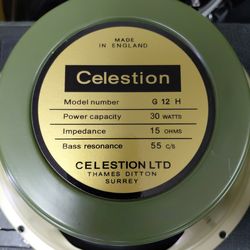 MADE
IN ENGLAND
Celestion
Model number G 12 H
Power capacity 30 WATTS
Impedance 15 OHMS
Bass resonance 55 C/S
CELESTION LTD
THAMES DITTON
SURREY